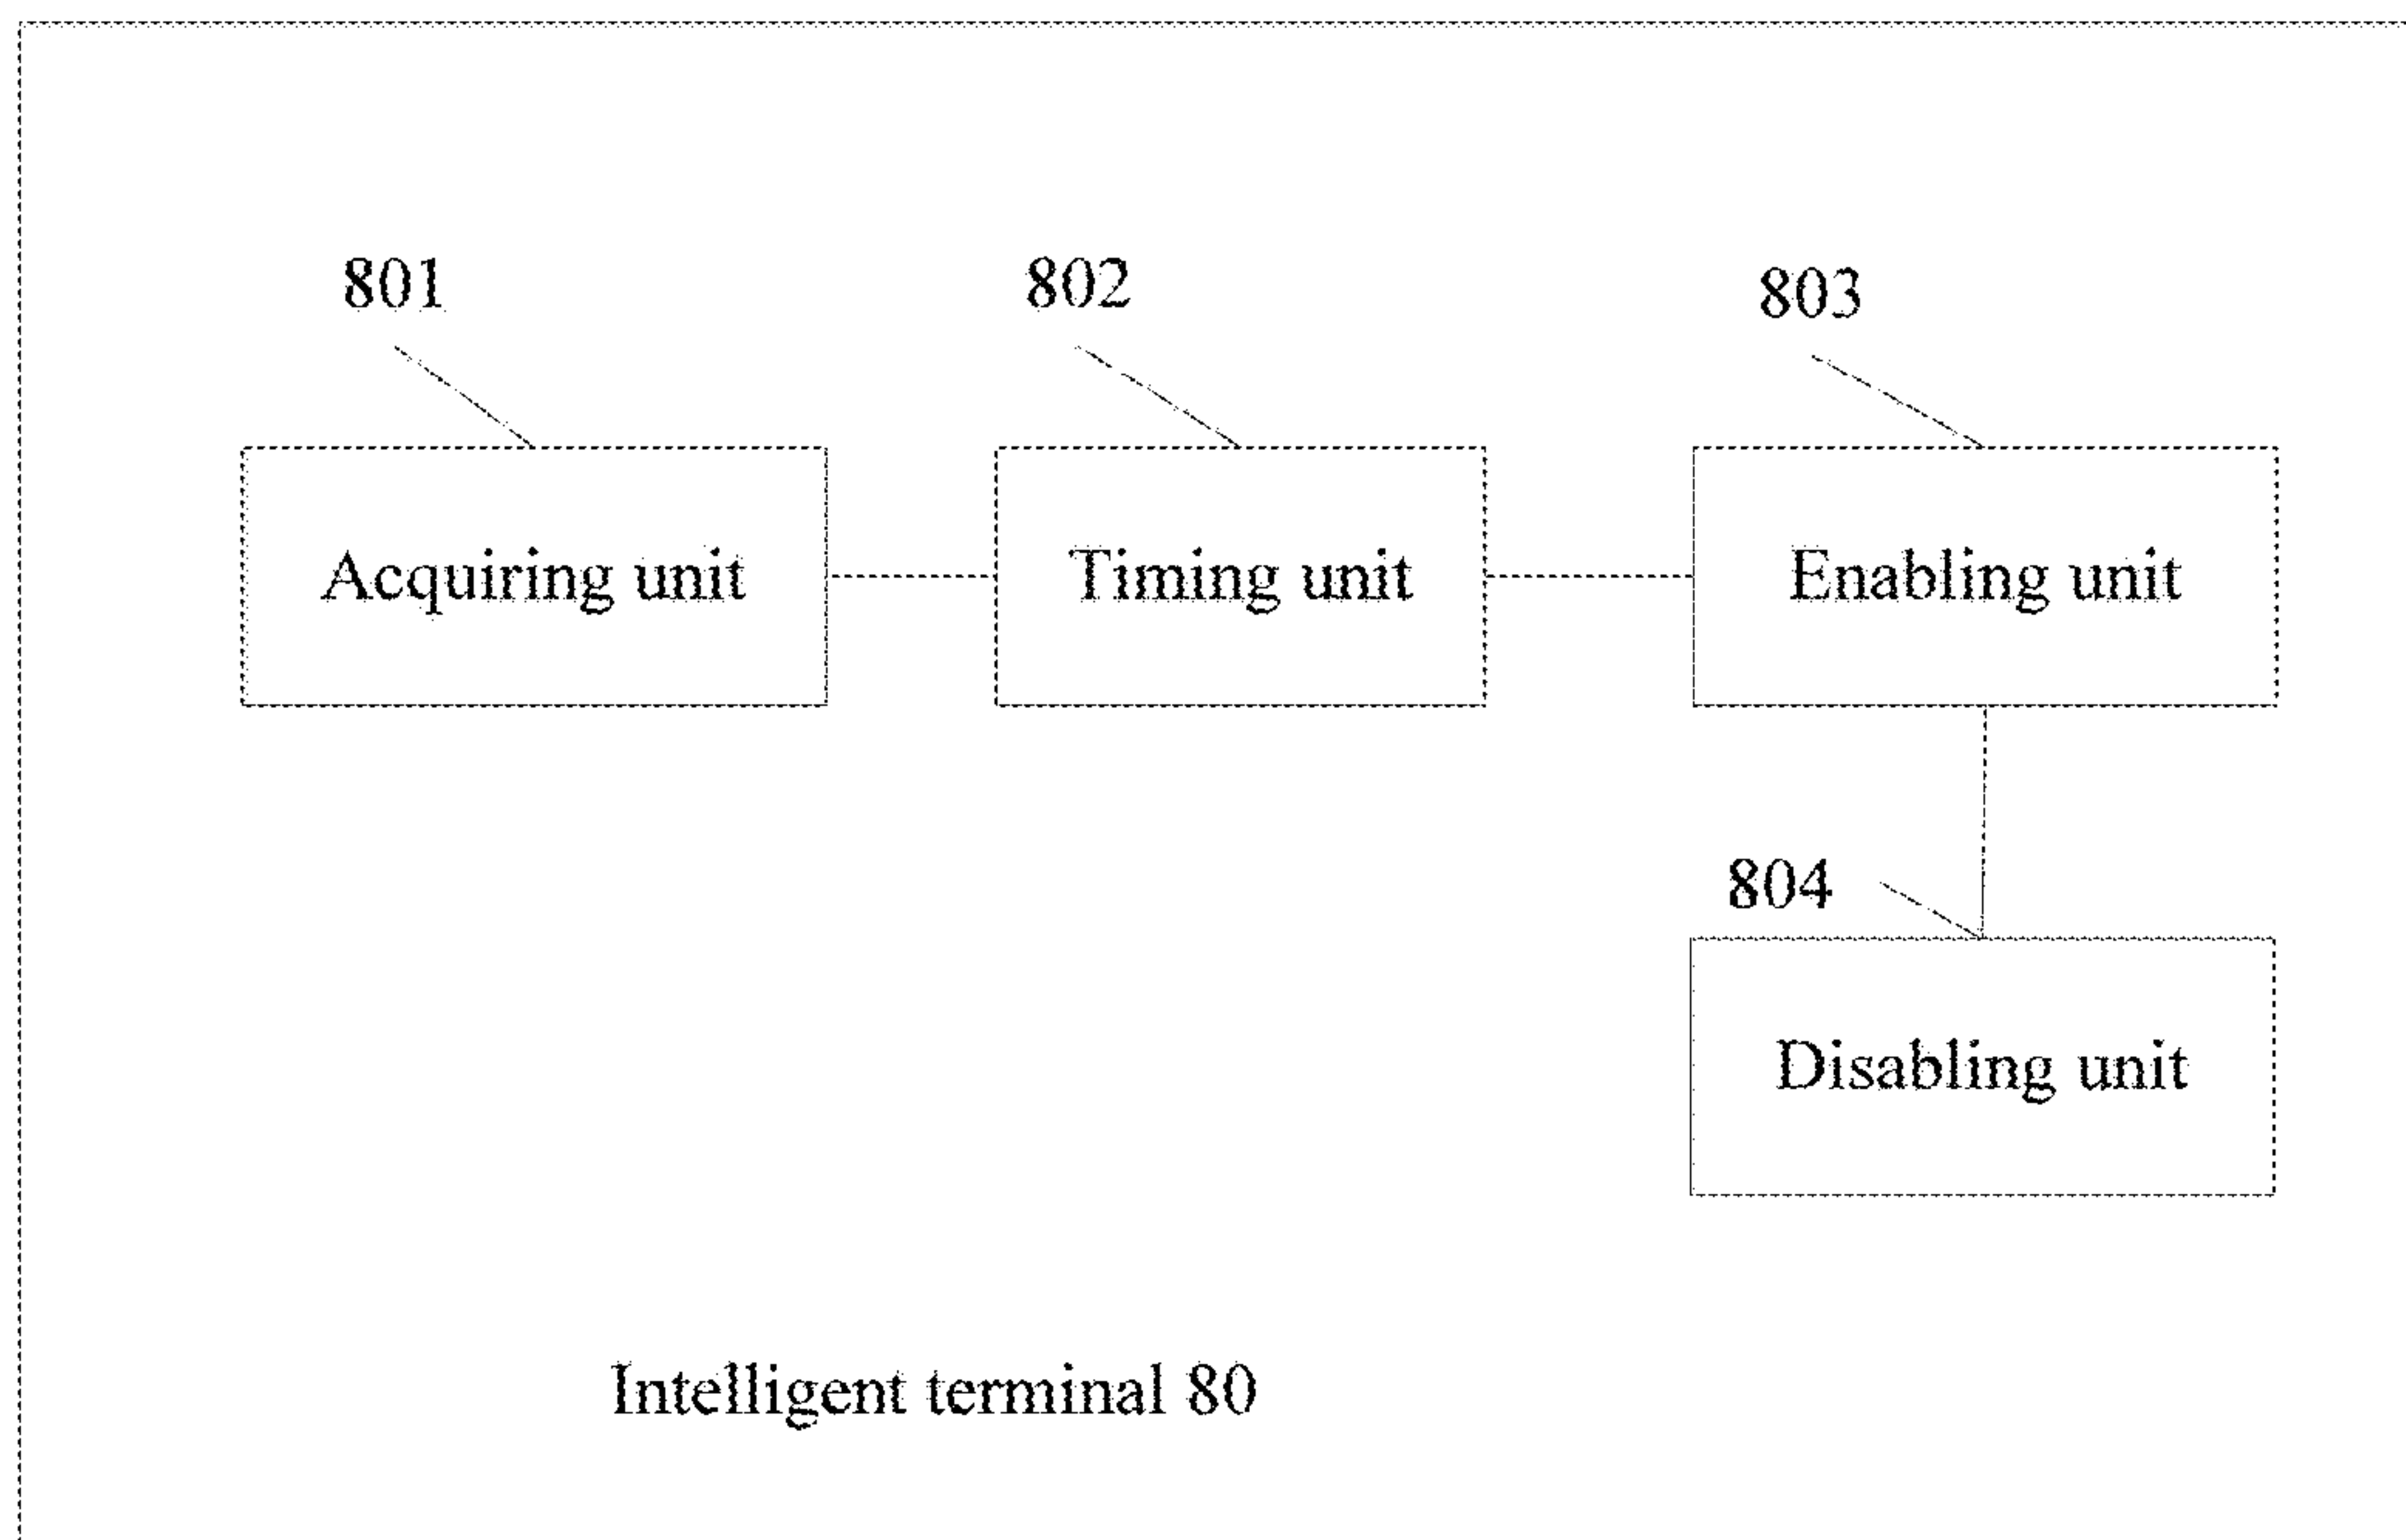 801
802
803
Acquiring unit
Timing unit
Enabling unit
804
Disabling unit
Intelligent terminal 80